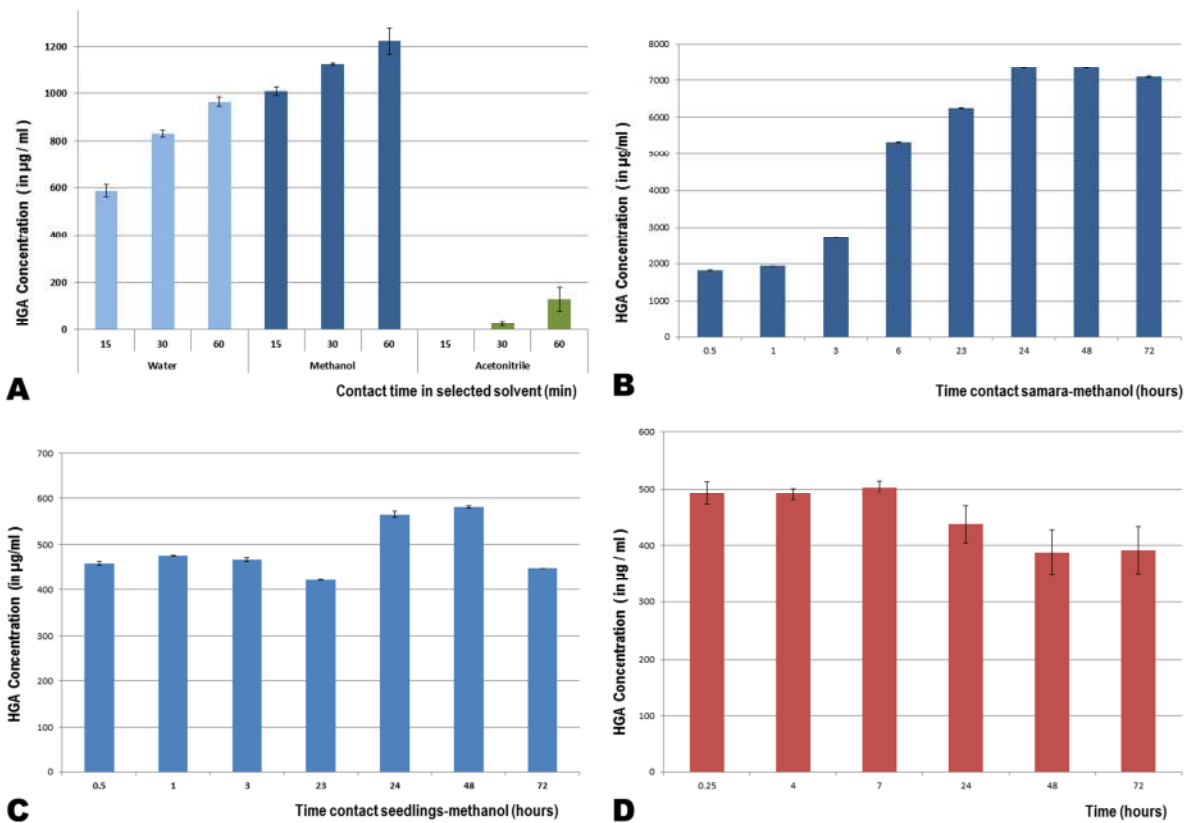 HGA Concentration ( in µg / ml )
1200
1000
800
600
400
200
0
15 30 60 15 30 60 15 30 60
Water Methanol Acetonitrile
A
Contact time in selected solvent (min)
HGA Concentration ( in µg/ml )
8000
7000
6000
5000
4000
3000
2000
1000
0
0.5 1 3 6 23 24 48 72
B
Time contact samara-methanol (hours)
HGA Concentration (in µg/ml)
700
600
500
400
300
200
100
0
0.5 1 3 23 24 48 72
C
Time contact seedlings-methanol (hours)
HGA Concentration ( in µg / ml )
600
500
400
300
200
100
0
0.25 4 7 24 48 72
D
Time (hours)